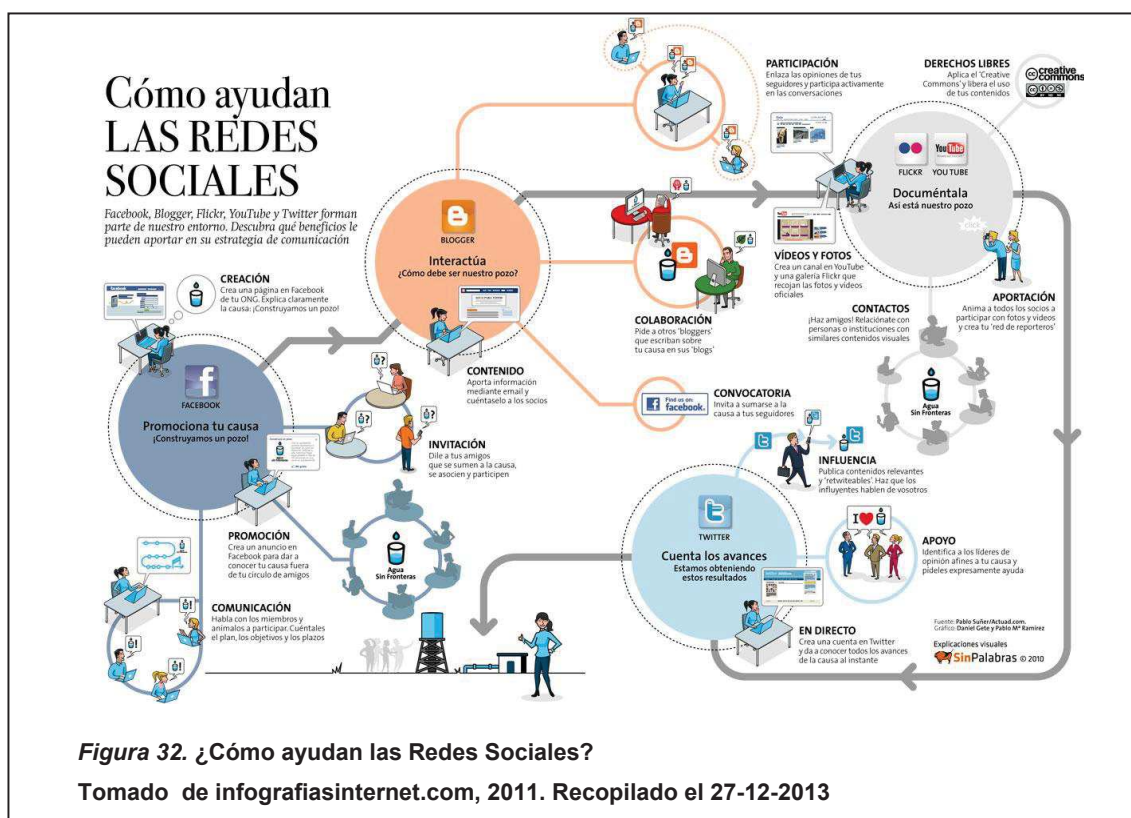 Cómo ayudan
LAS REDES
SOCIALES
Facebook, Blogger, Flickr, YouTube y Twitter forman
parte de nuestro entorno. Descubra qué beneficios le
pueden aportar en su estrategia de comunicación
CREACIÓN
Crea una página en Facebook
de tu ONG. Explica claramente
la causa: ¡Construyamos un pozo!
facebook
FACEBOOK
Promociona tu causa
¡Construyamos un pozo!
INVITACIÓN
Dile a tus amigos
que se sumen a la causa,
se asocien y participen
PROMOCIÓN
Crea un anuncio en
Facebook para dar a
conocer tu causa fuera
de tu círculo de amigos
Agua
Sin Fronteras
COMUNICACIÓN
Habla con los miembros y
anímalos a participar. Cuéntales
el plan, los objetivos y los plazos
BLOGGER
Interactúa
¿Cómo debe ser nuestro pozo?
CONTENIDO
Aporta información
mediante email y
cuéntaselo a los socios
PARTICIPACIÓN
Enlaza las opiniones de tus
seguidores y participa activamente
en las conversaciones
COLABORACIÓN
Pide a otros 'bloggers'
que escriban sobre
tu causa en sus 'blogs'
Find us on
facebook.
CONVOCATORIA
Invita a sumarse a la
causa a tus seguidores
DERECHOS LIBRES
Aplica el 'Creative
Commons' y libera el uso
de tus contenidos
creative
commons
You Tube
FLICKR
YOU TUBE
Documéntala
Así está nuestro pozo
VÍDEOS Y FOTOS
Crea un canal en YouTube
y una galería Flickr que
recojan las fotos y videos
oficiales
APORTACIÓN
Anima a todos los socios a
participar con fotos y vídeos
y crea tu 'red de reporteros'
CONTACTOS
¡Haz amigos! Relaciónate con
personas o instituciones con
similares contenidos visuales
Agua
Sin Fronteras
INFLUENCIA
Publica contenidos relevantes
y 'retwiteables'. Haz que los
influyentes hablen de vosotros
TWITTER
Cuenta los avances
Estamos obteniendo
estos resultados
I
APOYO
Identifica a los líderes de
opinión afines a tu causa y
pídeles expresamente ayuda
EN DIRECTO
Crea una cuenta en Twitter
y da a conocer todos los avances
de la causa al instante
Fuente: Pablo Suñer/Actuad.com.
Gráfico: Daniel Gete y Pablo Mª Ramírez
Explicaciones visuales
SinPalabras © 2010
Figura 32. ¿Cómo ayudan las Redes Sociales?
Tomado de infografiasinternet.com, 2011. Recopilado el 27-12-2013